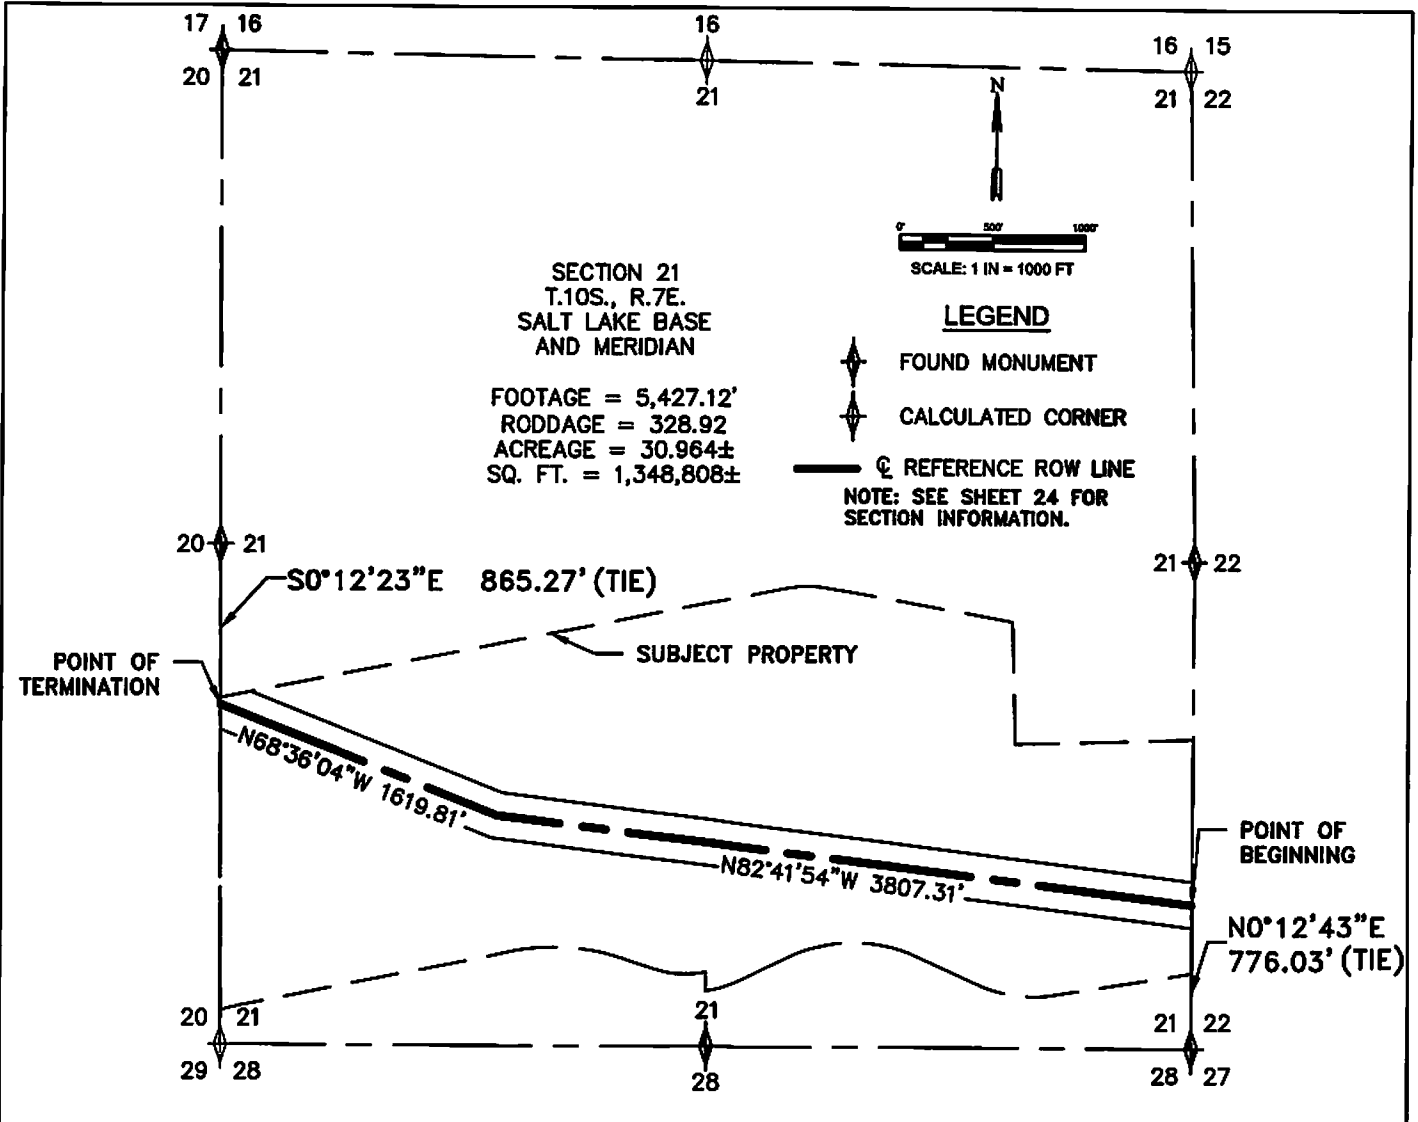 17 16
16
16 15
20 21
21
21 22
N
0' 500' 1000'
SCALE: 1 IN = 1000 FT
SECTION 21
T.10S., R.7E.
SALT LAKE BASE
AND MERIDIAN
FOOTAGE = 5,427.12'
RODDAGE = 328.92
ACREAGE = 30.964±
SQ. FT. = 1,348,808±
LEGEND
FOUND MONUMENT
CALCULATED CORNER
℄ REFERENCE ROW LINE
NOTE: SEE SHEET 24 FOR
SECTION INFORMATION.
20 21
21 22
S0°12'23"E 865.27' (TIE)
SUBJECT PROPERTY
POINT OF
TERMINATION
N68°36'04"W 1619.81'
N82°41'54"W 3807.31'
POINT OF
BEGINNING
N0°12'43"E
776.03' (TIE)
20 21
21
21 22
29 28
28
28 27